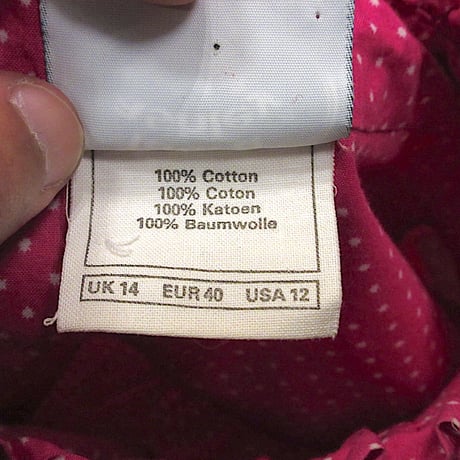 100% Cotton
100% Coton
100% Katoen
100% Baumwolle
UK 14 EUR 40 USA 12